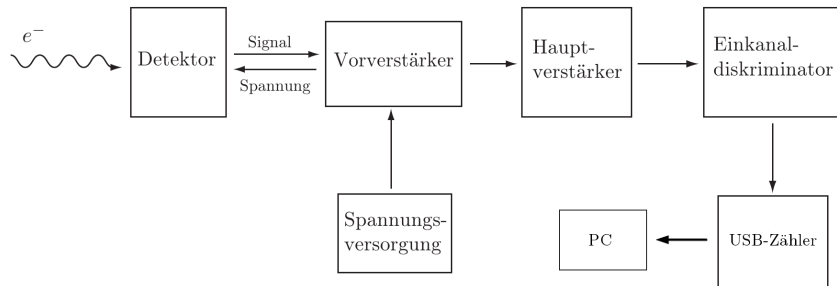 e⁻
Detektor
Signal
Spannung
Vorverstärker
Haupt-
verstärker
Einkanal-
diskriminator
Spannungs-
versorgung
PC
USB-Zähler